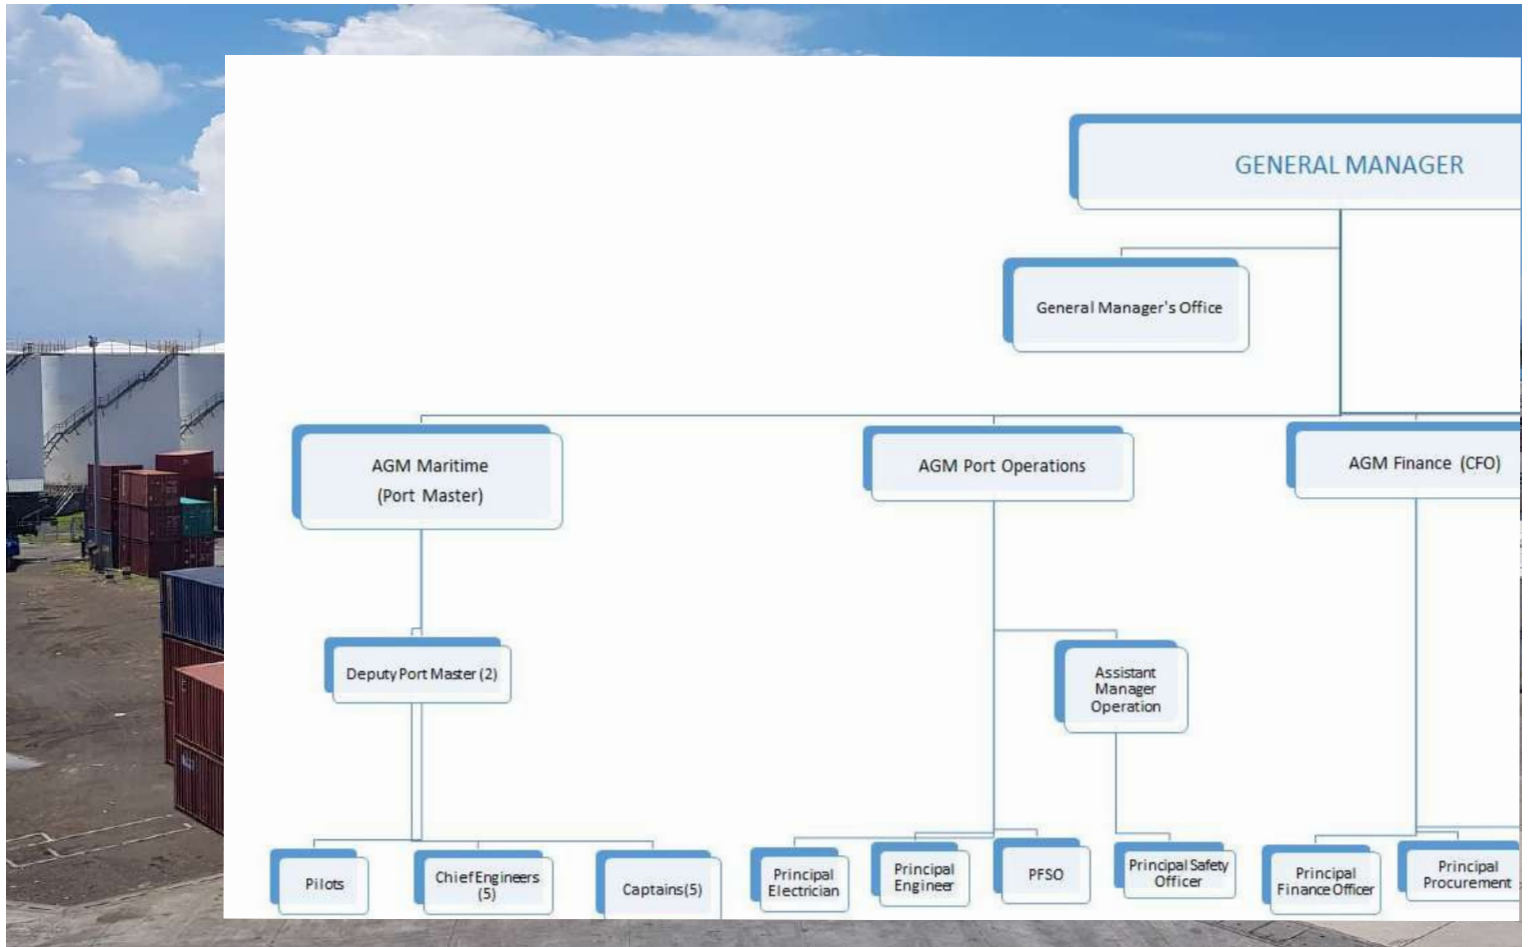 GENERAL MANAGER
General Manager's Office
AGM Maritime
(Port Master)
AGM Port Operations
AGM Finance (CFO)
Deputy Port Master (2)
Assistant
Manager
Operation
Pilots
Chief Engineers
(5)
Captains(5)
Principal
Electrician
Principal
Engineer
PFSO
Principal Safety
Officer
Principal
Finance Officer
Principal
Procurement